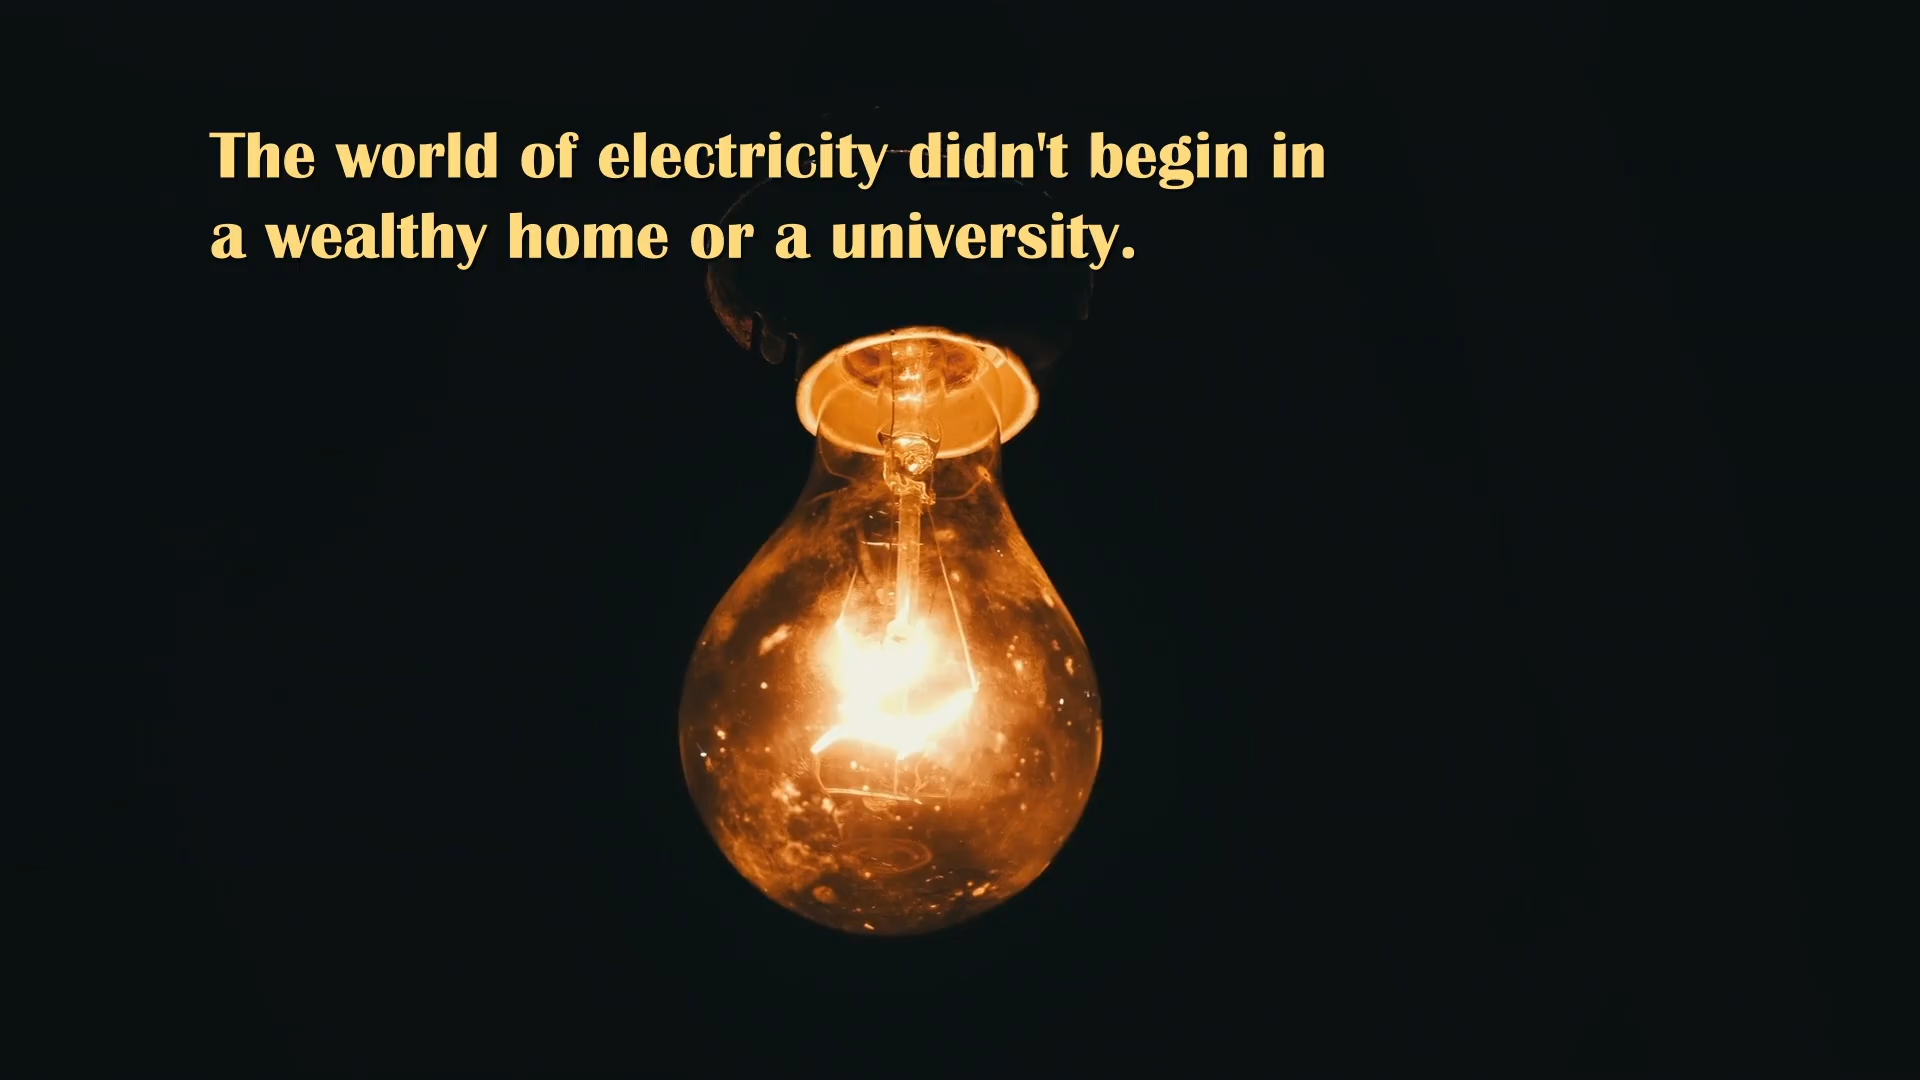 The world of electricity didn't begin in
a wealthy home or a university.